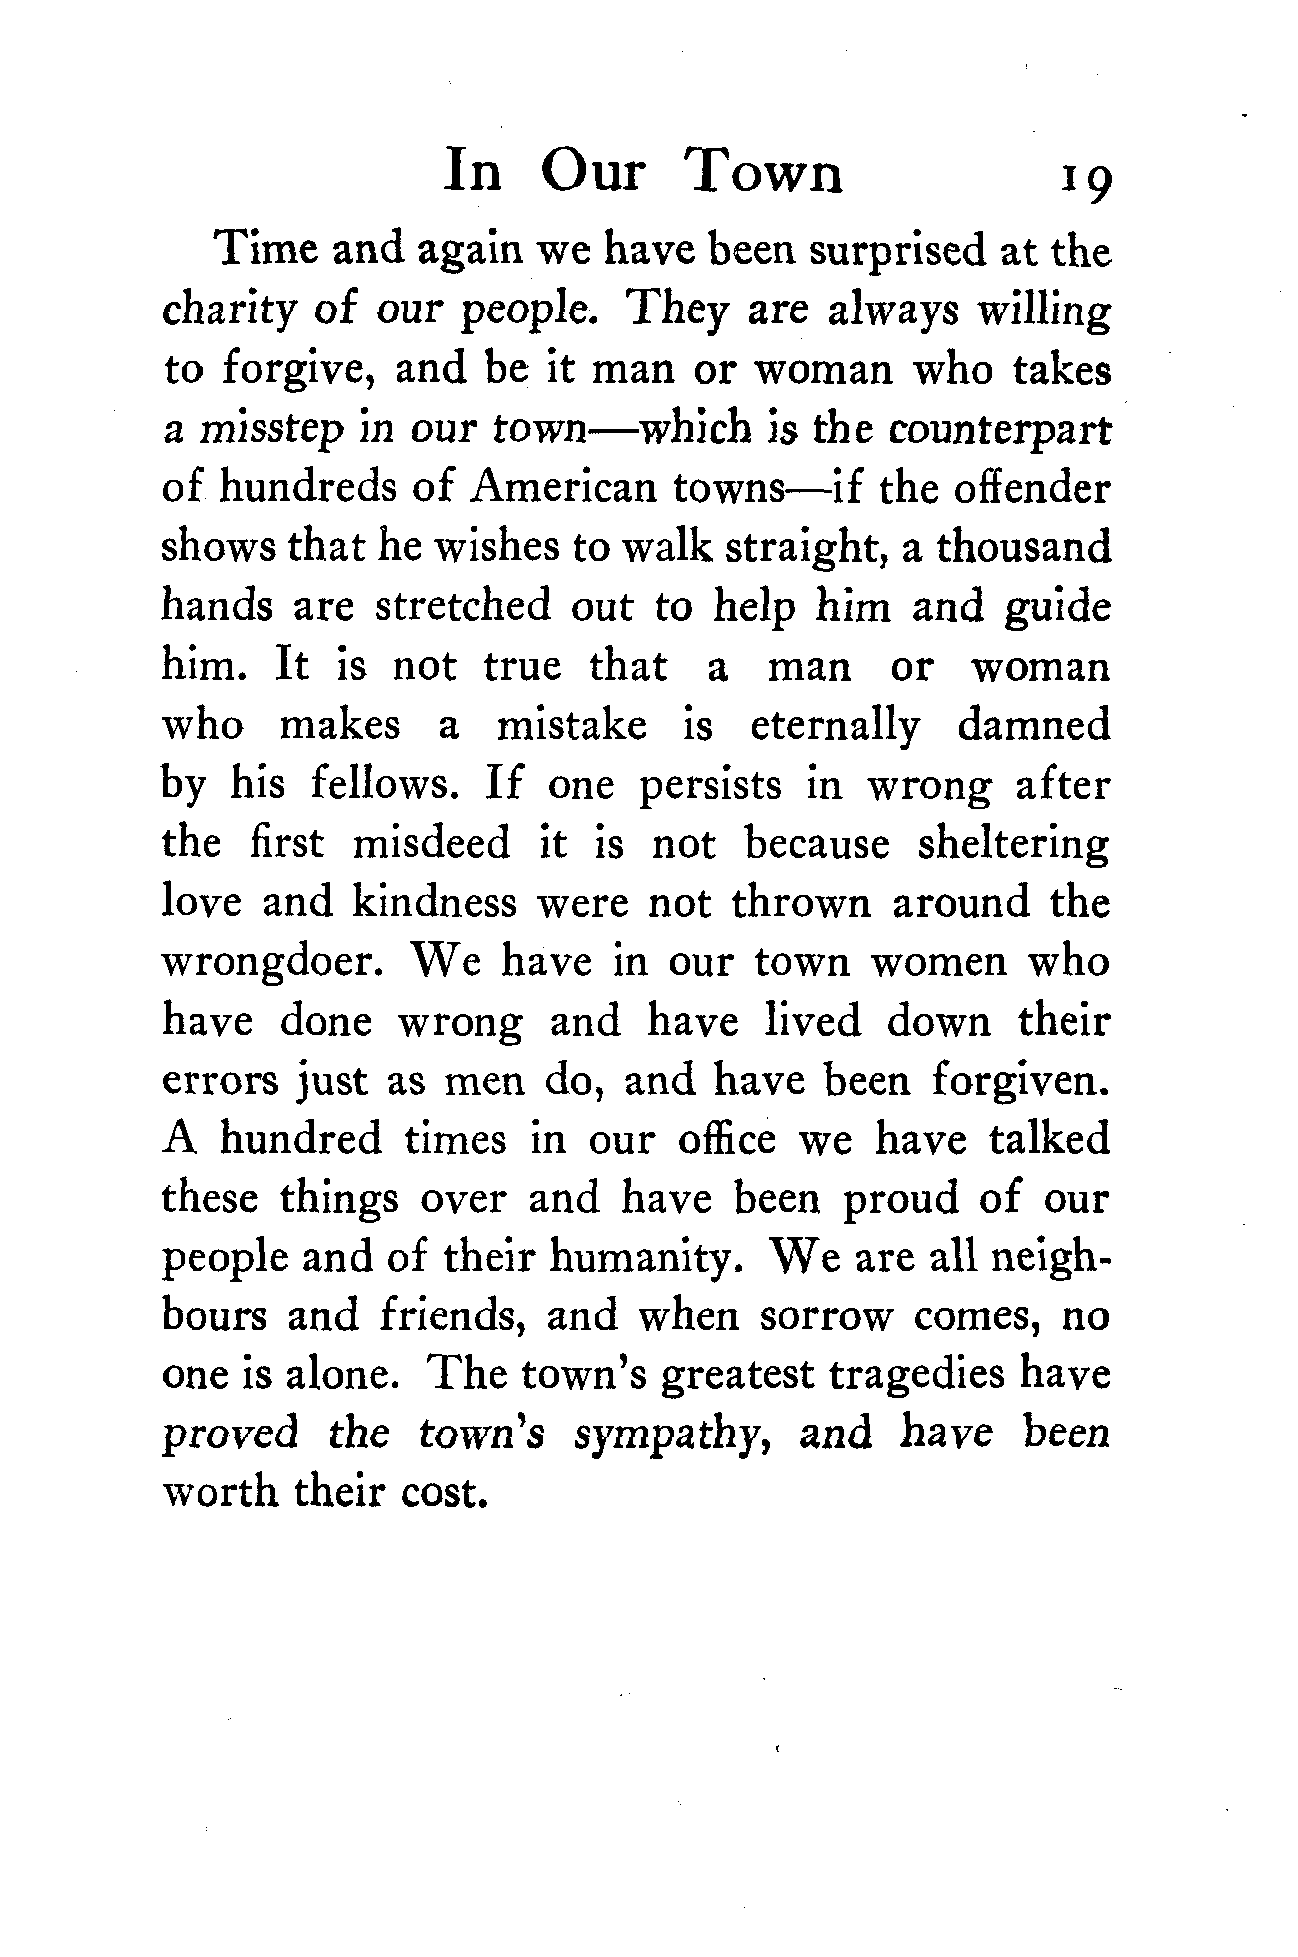 In Our Town 19
Time and again we have been surprised at the
charity of our people. They are always willing
to forgive, and be it man or woman who takes
a misstep in our town—which is the counterpart
of hundreds of American towns—if the offender
shows that he wishes to walk straight, a thousand
hands are stretched out to help him and guide
him. It is not true that a man or woman
who makes a mistake is eternally damned
by his fellows. If one persists in wrong after
the first misdeed it is not because sheltering
love and kindness were not thrown around the
wrongdoer. We have in our town women who
have done wrong and have lived down their
errors just as men do, and have been forgiven.
A hundred times in our office we have talked
these things over and have been proud of our
people and of their humanity. We are all neigh-
bours and friends, and when sorrow comes, no
one is alone. The town's greatest tragedies have
proved the town's sympathy, and have been
worth their cost.